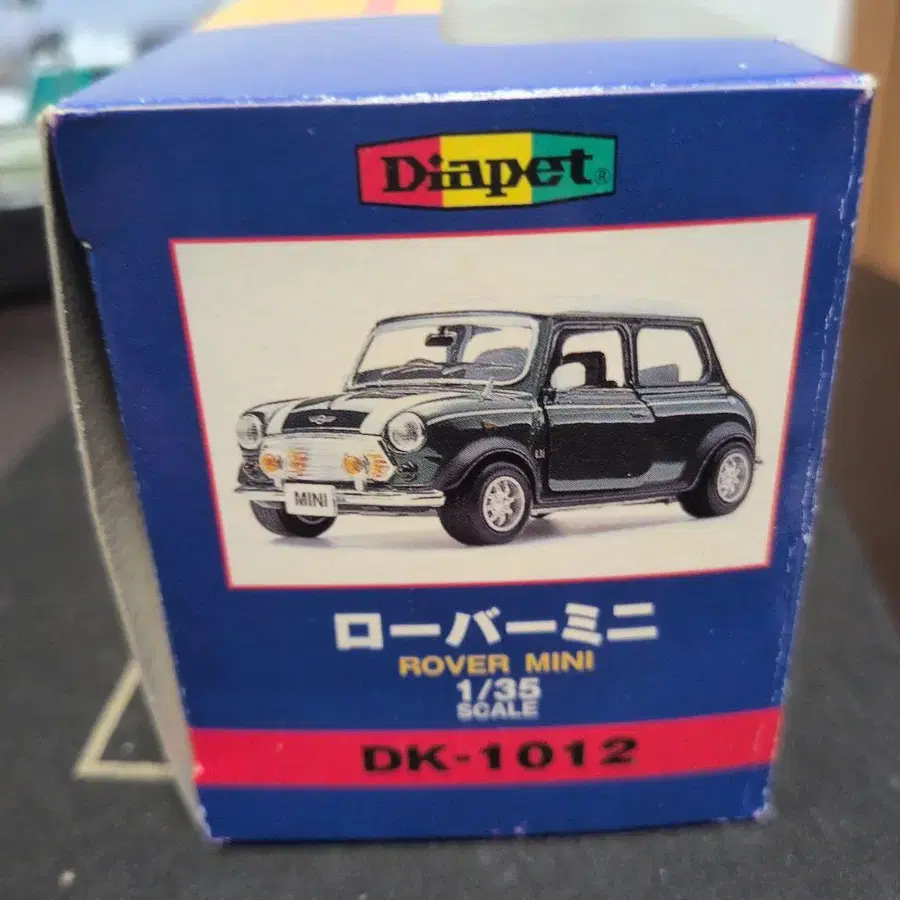 Diapet®
MINI
ローバーミニ
ROVER MINI
1/35
SCALE
DK-1012